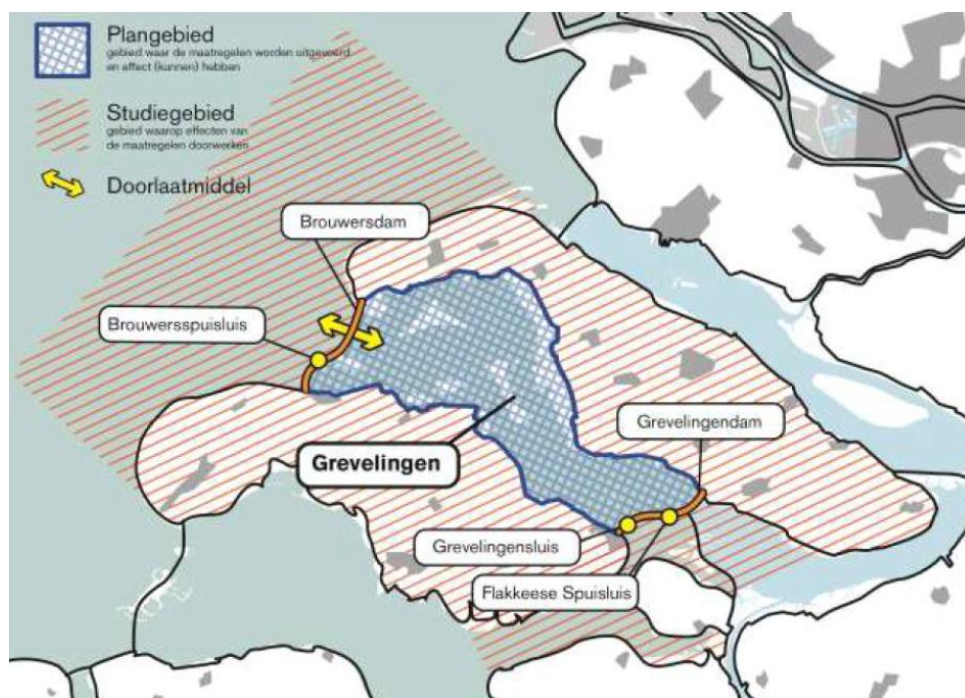 Plangebied
gebied waar de maatregelen worden uitgevoerd
en effect (kunnen) hebben
Studiegebied
gebied waarop effecten van
de maatregelen doorwerken
Doorlaatmiddel
Brouwersdam
Brouwersspuisluis
Grevelingendam
Grevelingen
Grevelingensluis
Flakkeese Spuisluis